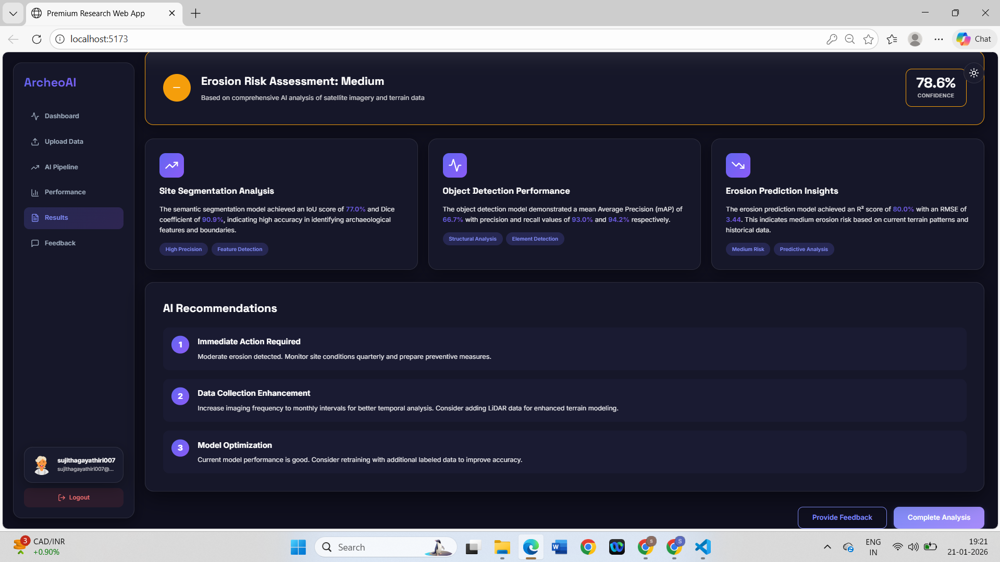 Premium Research Web App
localhost:5173
Chat
ArcheoAI
Dashboard
Upload Data
AI Pipeline
Performance
Results
Feedback
sujithagayathiri007
sujithagayathiri007@...
Logout
Erosion Risk Assessment: Medium
Based on comprehensive AI analysis of satellite imagery and terrain data
78.6%
CONFIDENCE
Site Segmentation Analysis
The semantic segmentation model achieved an IoU score of 77.0% and Dice
coefficient of 90.9%, indicating high accuracy in identifying archaeological
features and boundaries.
High Precision
Feature Detection
Object Detection Performance
The object detection model demonstrated a mean Average Precision (mAP) of
66.7% with precision and recall values of 93.0% and 94.2% respectively.
Structural Analysis
Element Detection
Erosion Prediction Insights
The erosion prediction model achieved an R² score of 80.0% with an RMSE of
3.44. This indicates medium erosion risk based on current terrain patterns and
historical data.
Medium Risk
Predictive Analysis
AI Recommendations
1
Immediate Action Required
Moderate erosion detected. Monitor site conditions quarterly and prepare preventive measures.
2
Data Collection Enhancement
Increase imaging frequency to monthly intervals for better temporal analysis. Consider adding LiDAR data for enhanced terrain modeling.
3
Model Optimization
Current model performance is good. Consider retraining with additional labeled data to improve accuracy.
Provide Feedback
Complete Analysis
3
CAD/INR
+0.90%
Search
W
S
S
ENG
IN
19:21
21-01-2026